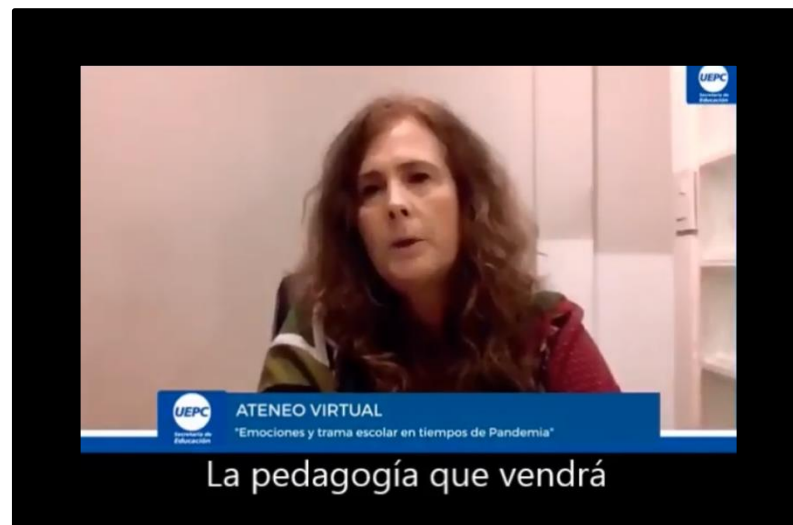 UEPC
Secretaría de
Educación
UEPC
Secretaría de
Educación
ATENEO VIRTUAL
"Emociones y trama escolar en tiempos de Pandemia"
La pedagogía que vendrá